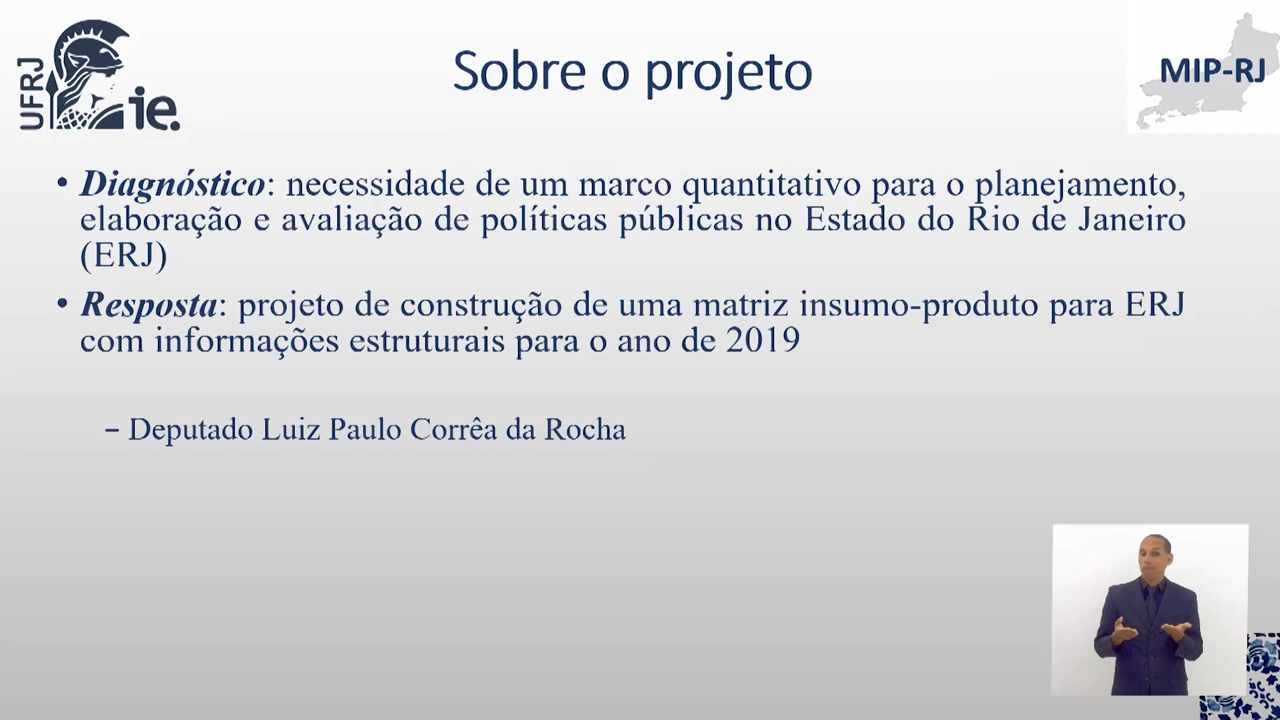 UFRJ
ie.
Sobre o projeto
MIP-RJ
• Diagnóstico: necessidade de um marco quantitativo para o planejamento,
elaboração e avaliação de políticas públicas no Estado do Rio de Janeiro
(ERJ)
• Resposta: projeto de construção de uma matriz insumo-produto para ERJ
com informações estruturais para o ano de 2019
– Deputado Luiz Paulo Corrêa da Rocha